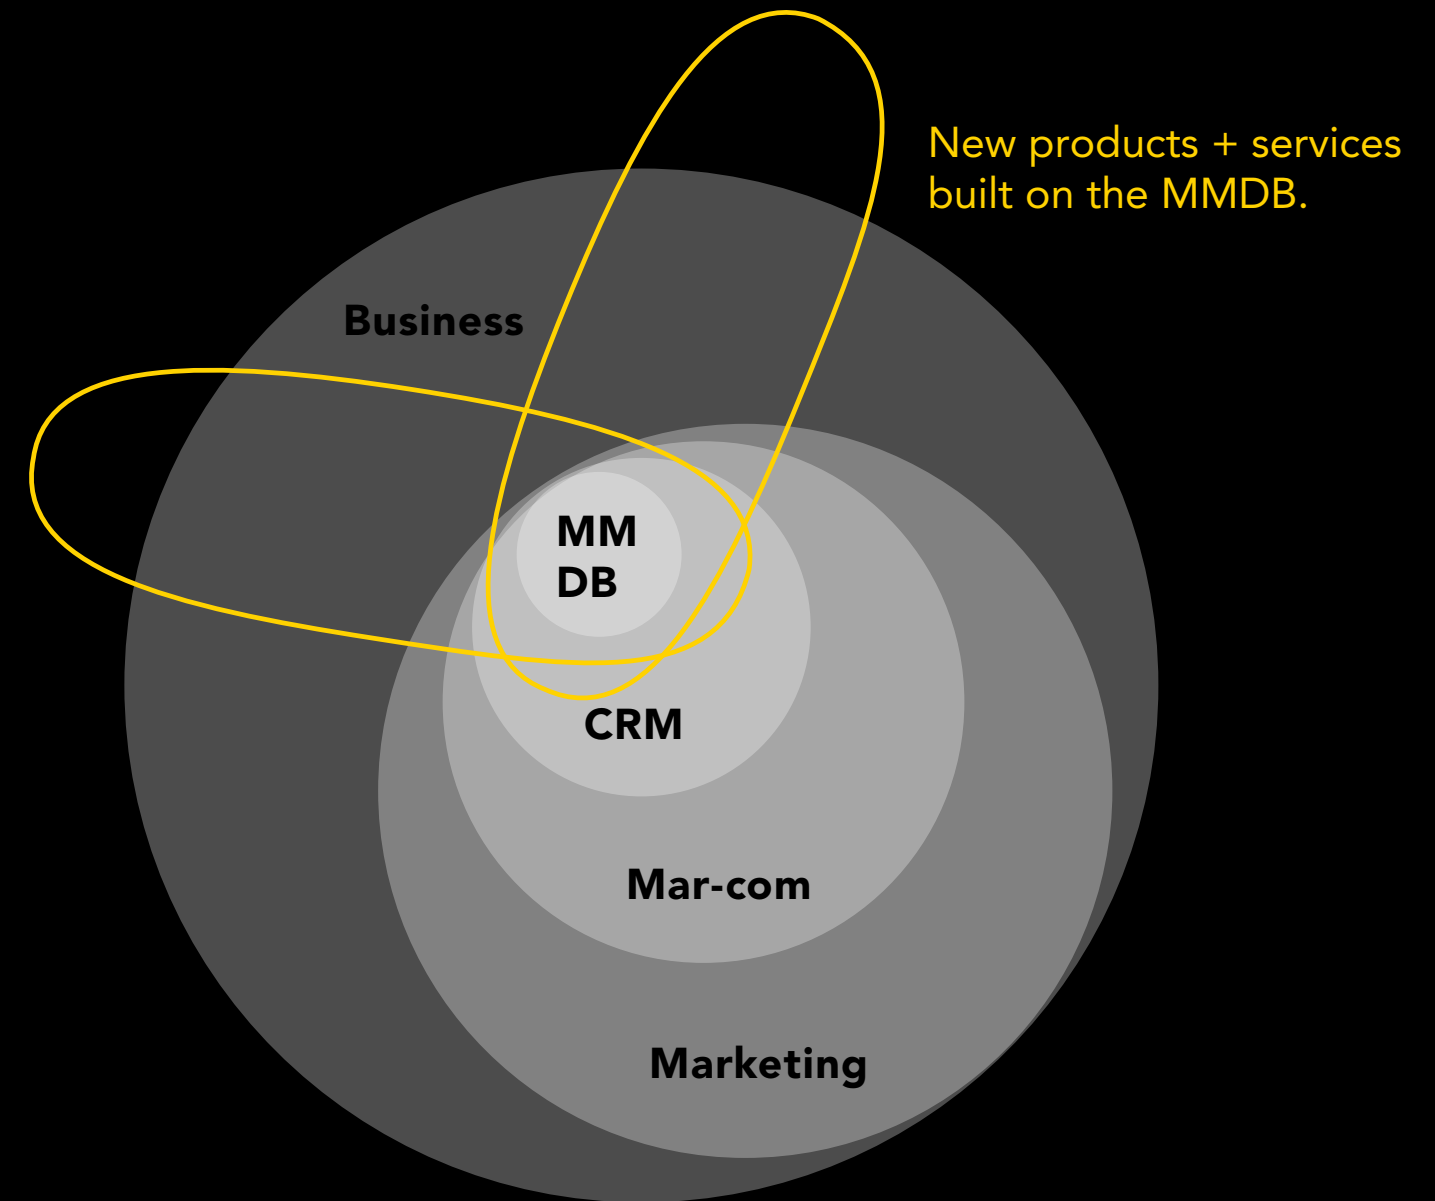 New products + services
built on the MMDB.
Business
MM
DB
CRM
Mar-com
Marketing